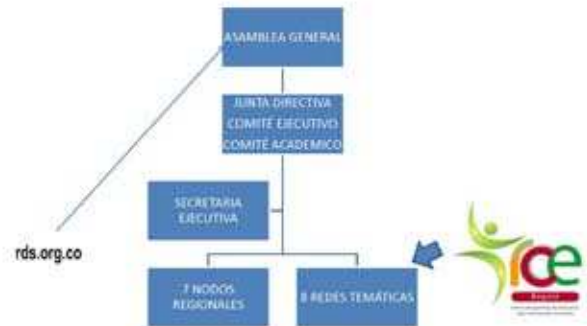 ASAMBLEA GENERAL
JUNTA DIRECTIVA
COMITÉ EJECUTIVO
COMITÉ ACADEMICO
SECRETARIA
EJECUTIVA
rds.org.co
7 NODOS
REGIONALES
8 REDES TEMÁTICAS
rce
Bogotá